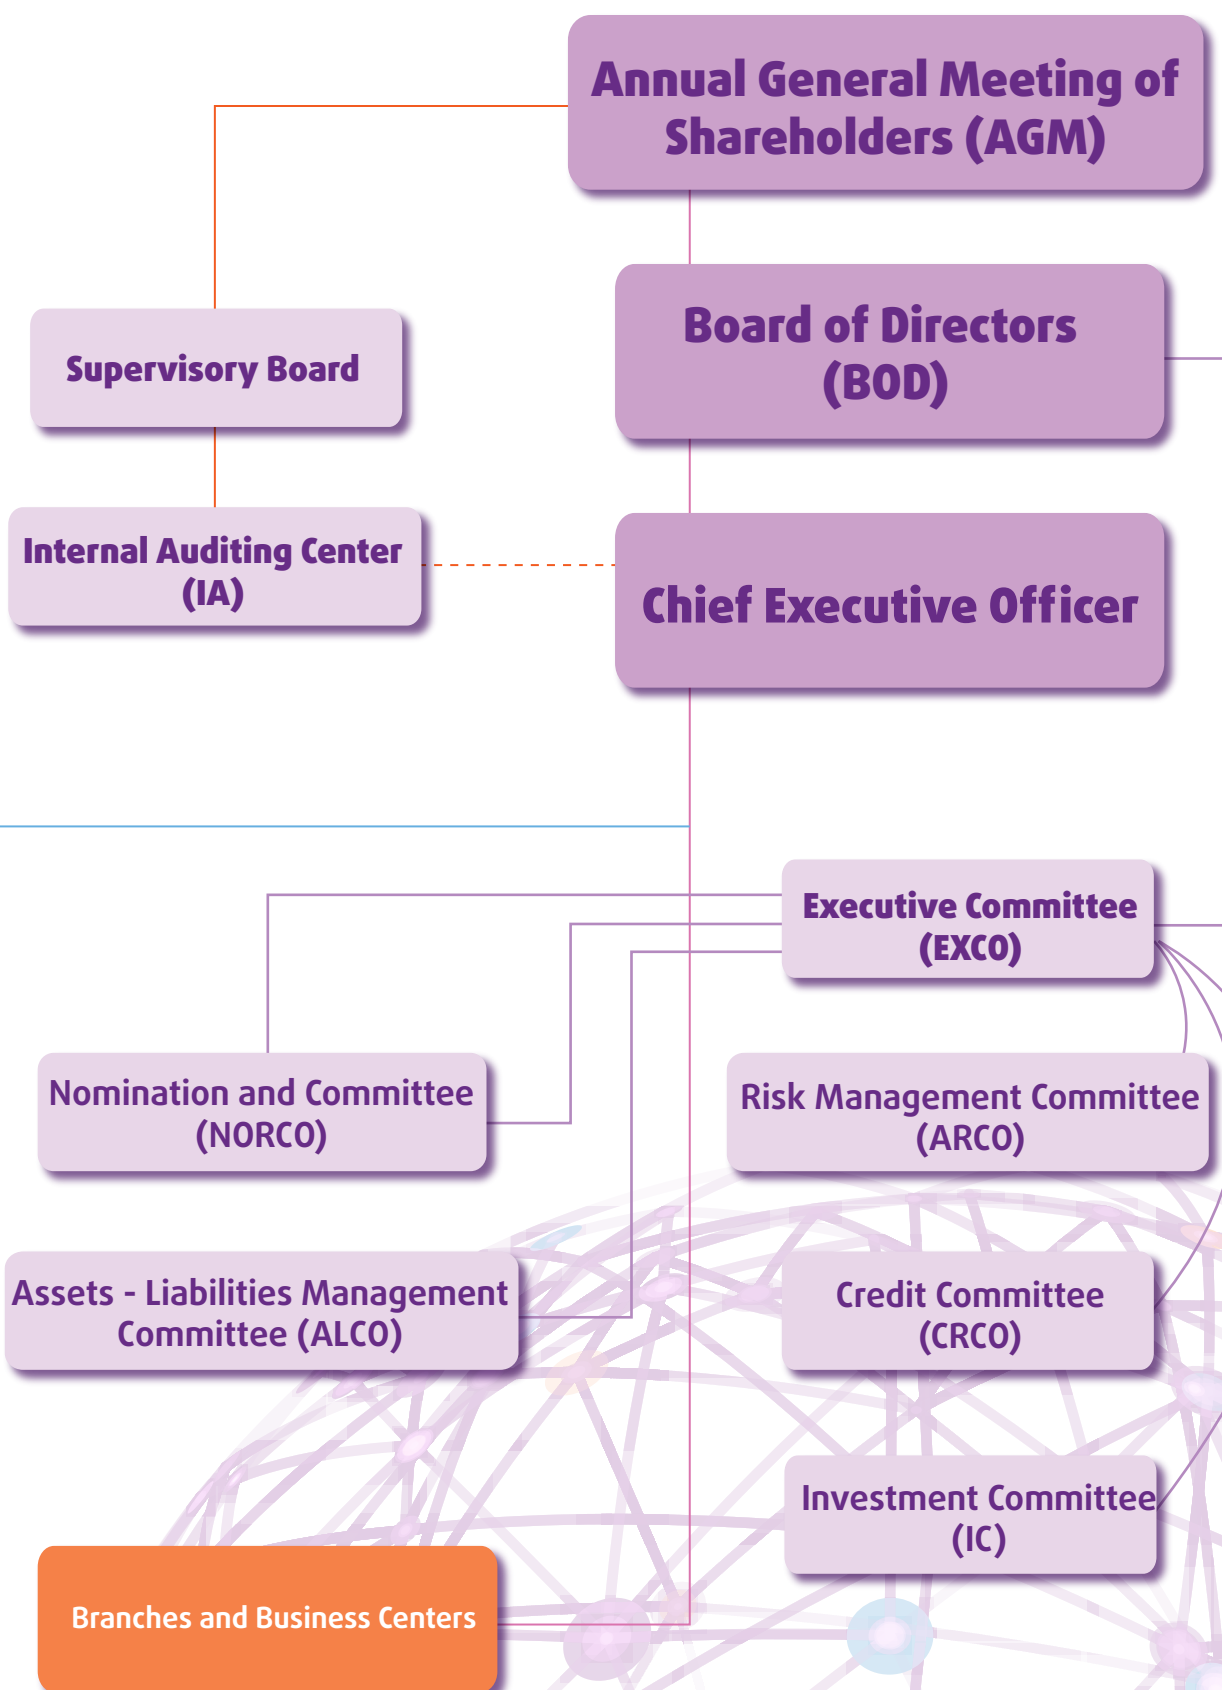 Annual General Meeting of
Shareholders (AGM)
Board of Directors
(BOD)
Supervisory Board
Internal Auditing Center
(IA)
Chief Executive Officer
Executive Committee
(EXCO)
Nomination and Committee
(NORCO)
Risk Management Committee
(ARCO)
Assets - Liabilities Management
Committee (ALCO)
Credit Committee
(CRCO)
Investment Committee
(IC)
Branches and Business Centers